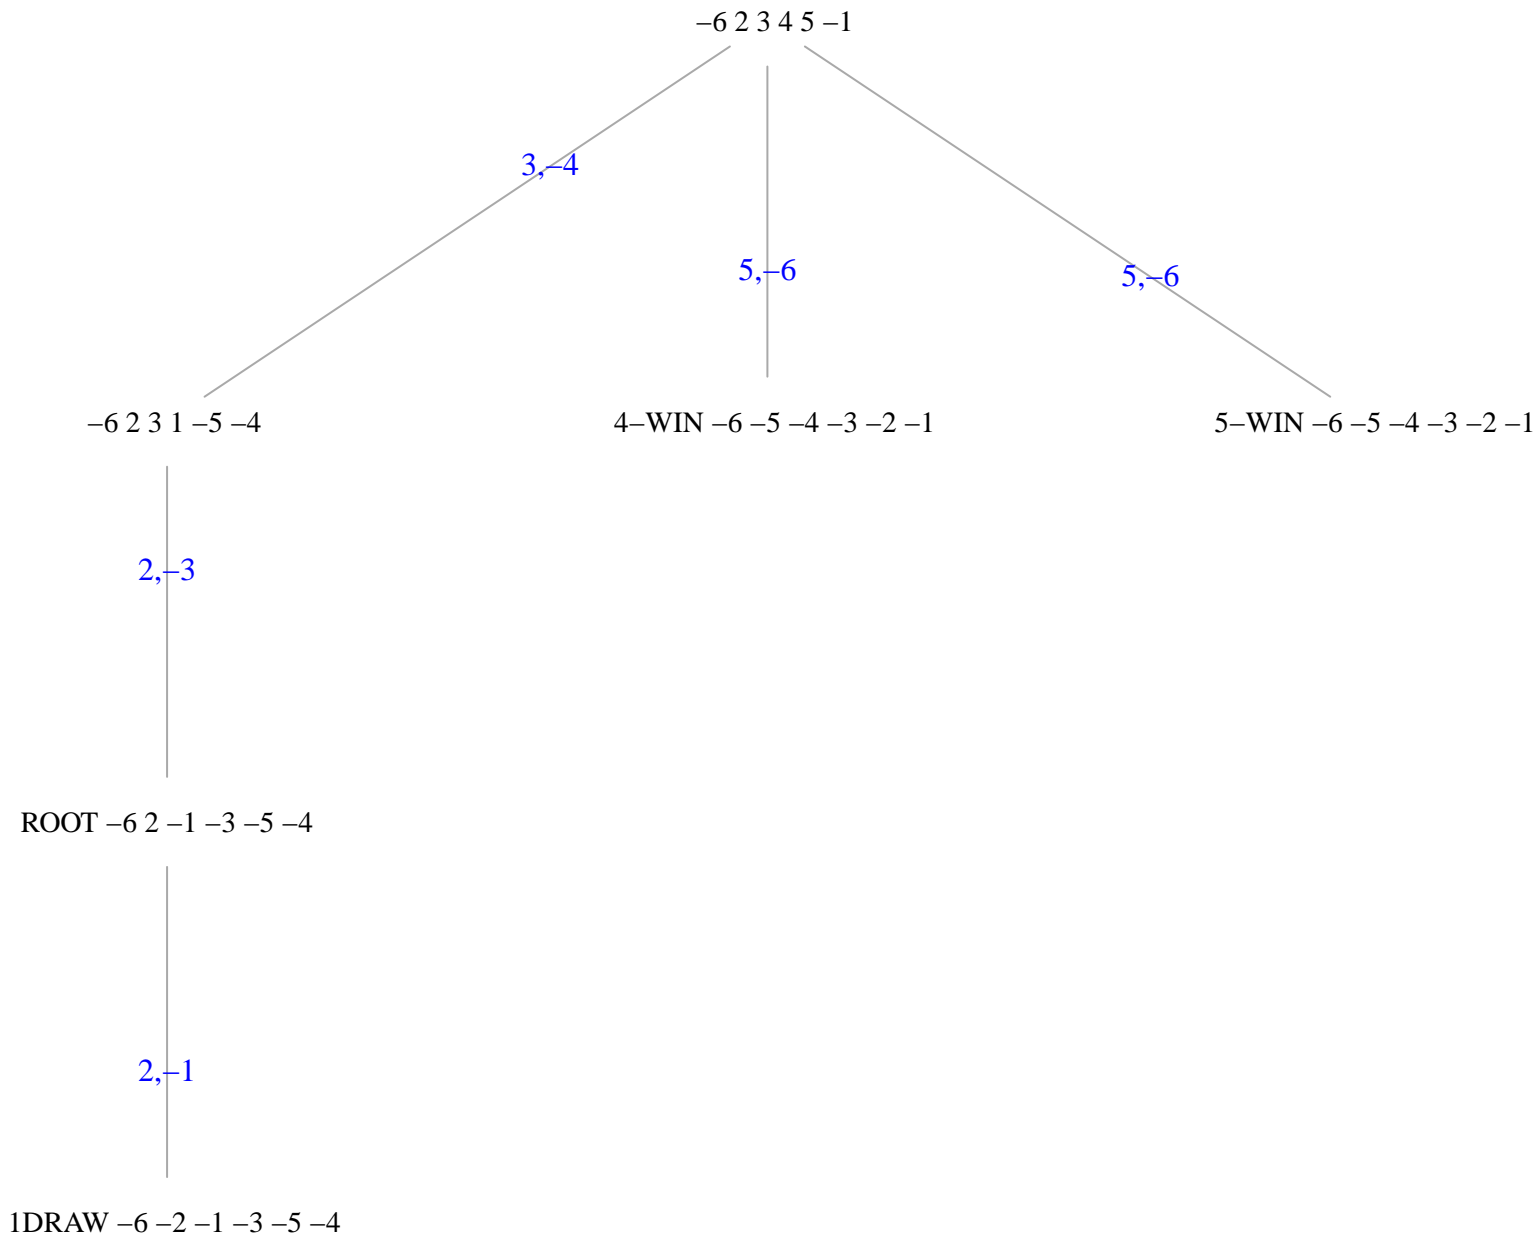 −6 2 3 4 5 −1
3,−4
5,−6
5,−6
−6 2 3 1 −5 −4
4−WIN −6 −5 −4 −3 −2 −1
5−WIN −6 −5 −4 −3 −2 −1
2,−3
ROOT −6 2 −1 −3 −5 −4
2,−1
1DRAW −6 −2 −1 −3 −5 −4